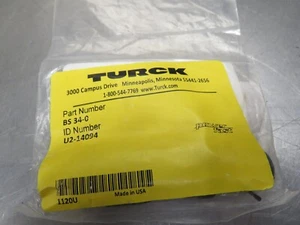 TURCK
3000 Campus Drive Minneapolis, Minnesota 55441-2656
1-800-544-7769 www.Turck.com
Part Number
BS 34-0
ID Number
U2-14094
Made in USA
1120U